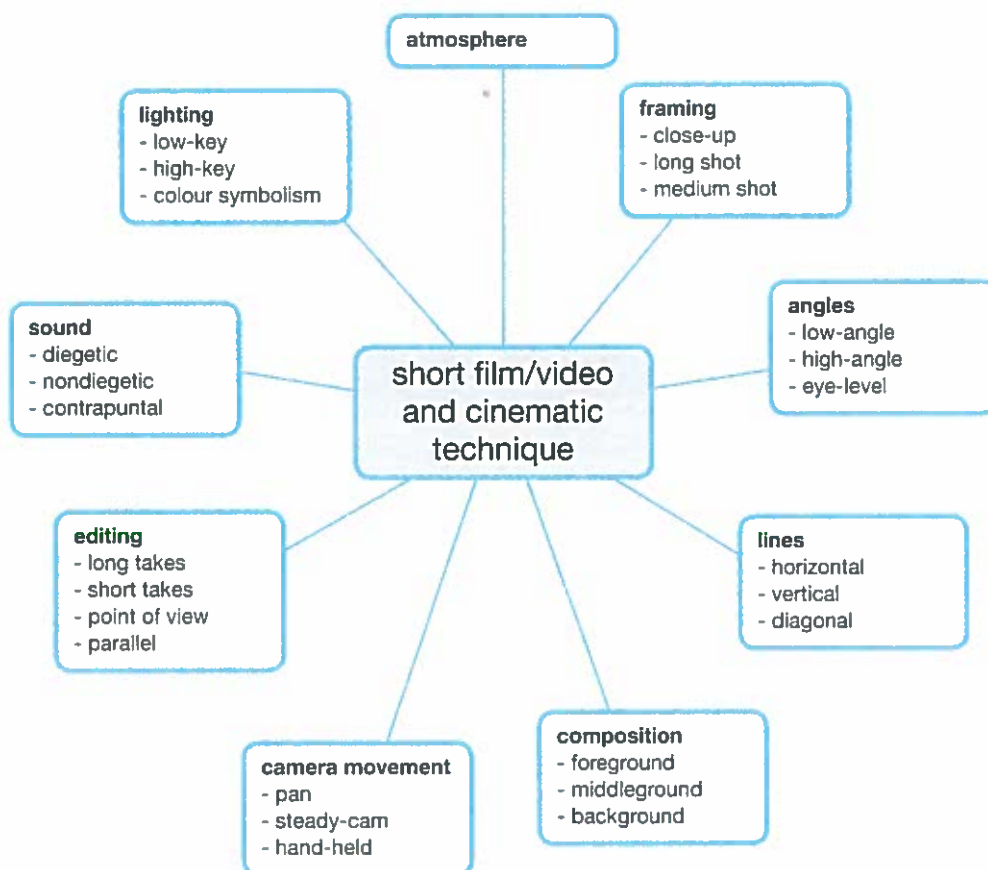 atmosphere
lighting
- low-key
- high-key
- colour symbolism
framing
- close-up
- long shot
- medium shot
sound
- diegetic
- nondiegetic
- contrapuntal
short film/video
and cinematic
technique
angles
- low-angle
- high-angle
- eye-level
editing
- long takes
- short takes
- point of view
- parallel
lines
- horizontal
- vertical
- diagonal
camera movement
- pan
- steady-cam
- hand-held
composition
- foreground
- middleground
- background